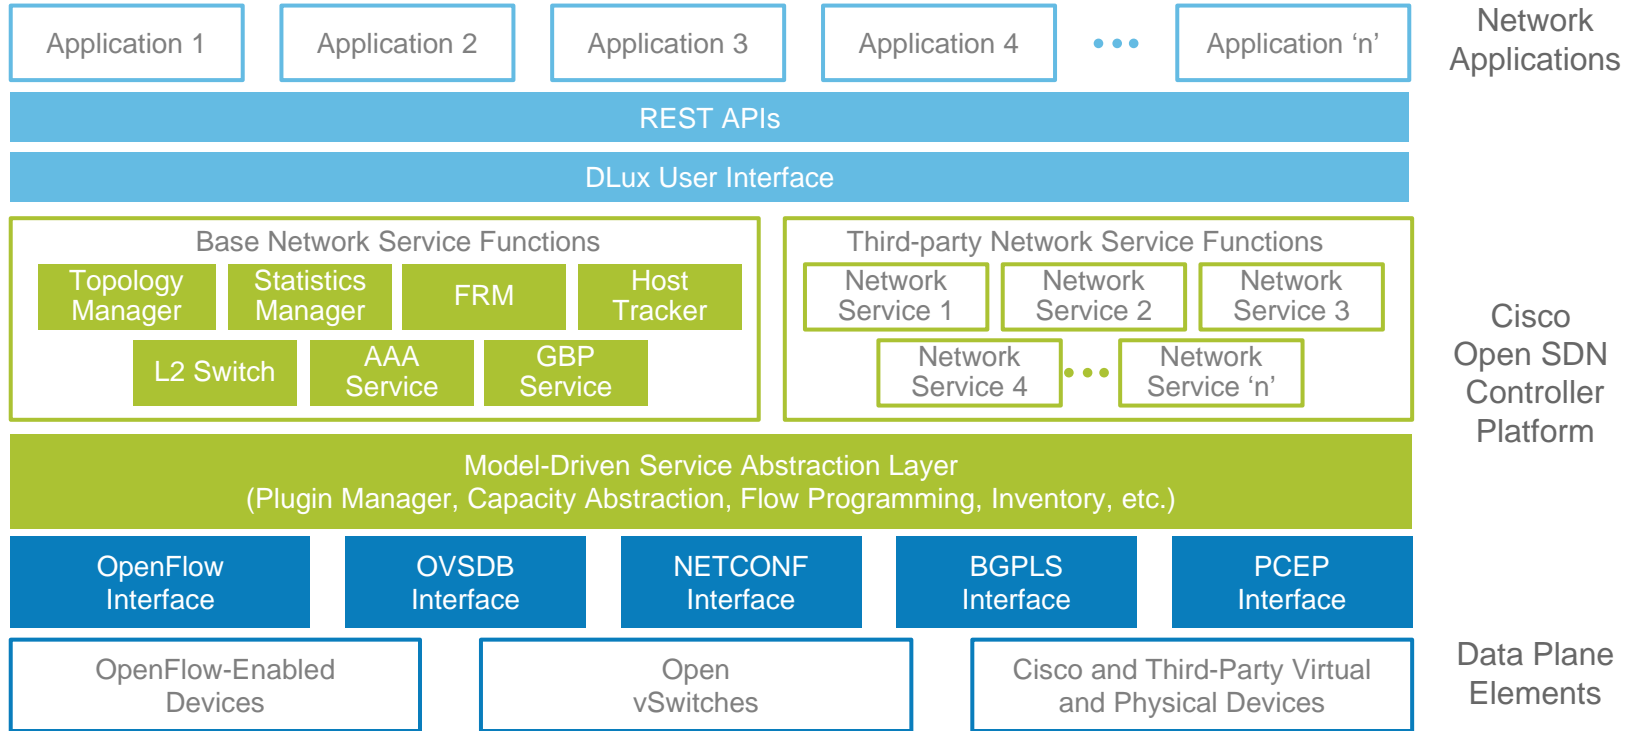 Application 1
Application 2
Application 3
Application 4
Application ‘n’
Network
Applications
REST APIs
DLux User Interface
Base Network Service Functions
Topology
Manager
Statistics
Manager
FRM
Host
Tracker
L2 Switch
AAA
Service
GBP
Service
Third-party Network Service Functions
Network
Service 1
Network
Service 2
Network
Service 3
Network
Service 4
Network
Service ‘n’
Cisco
Open SDN
Controller
Platform
Model-Driven Service Abstraction Layer
(Plugin Manager, Capacity Abstraction, Flow Programming, Inventory, etc.)
OpenFlow
Interface
OVSDB
Interface
NETCONF
Interface
BGPLS
Interface
PCEP
Interface
OpenFlow-Enabled
Devices
Open
vSwitches
Cisco and Third-Party Virtual
and Physical Devices
Data Plane
Elements